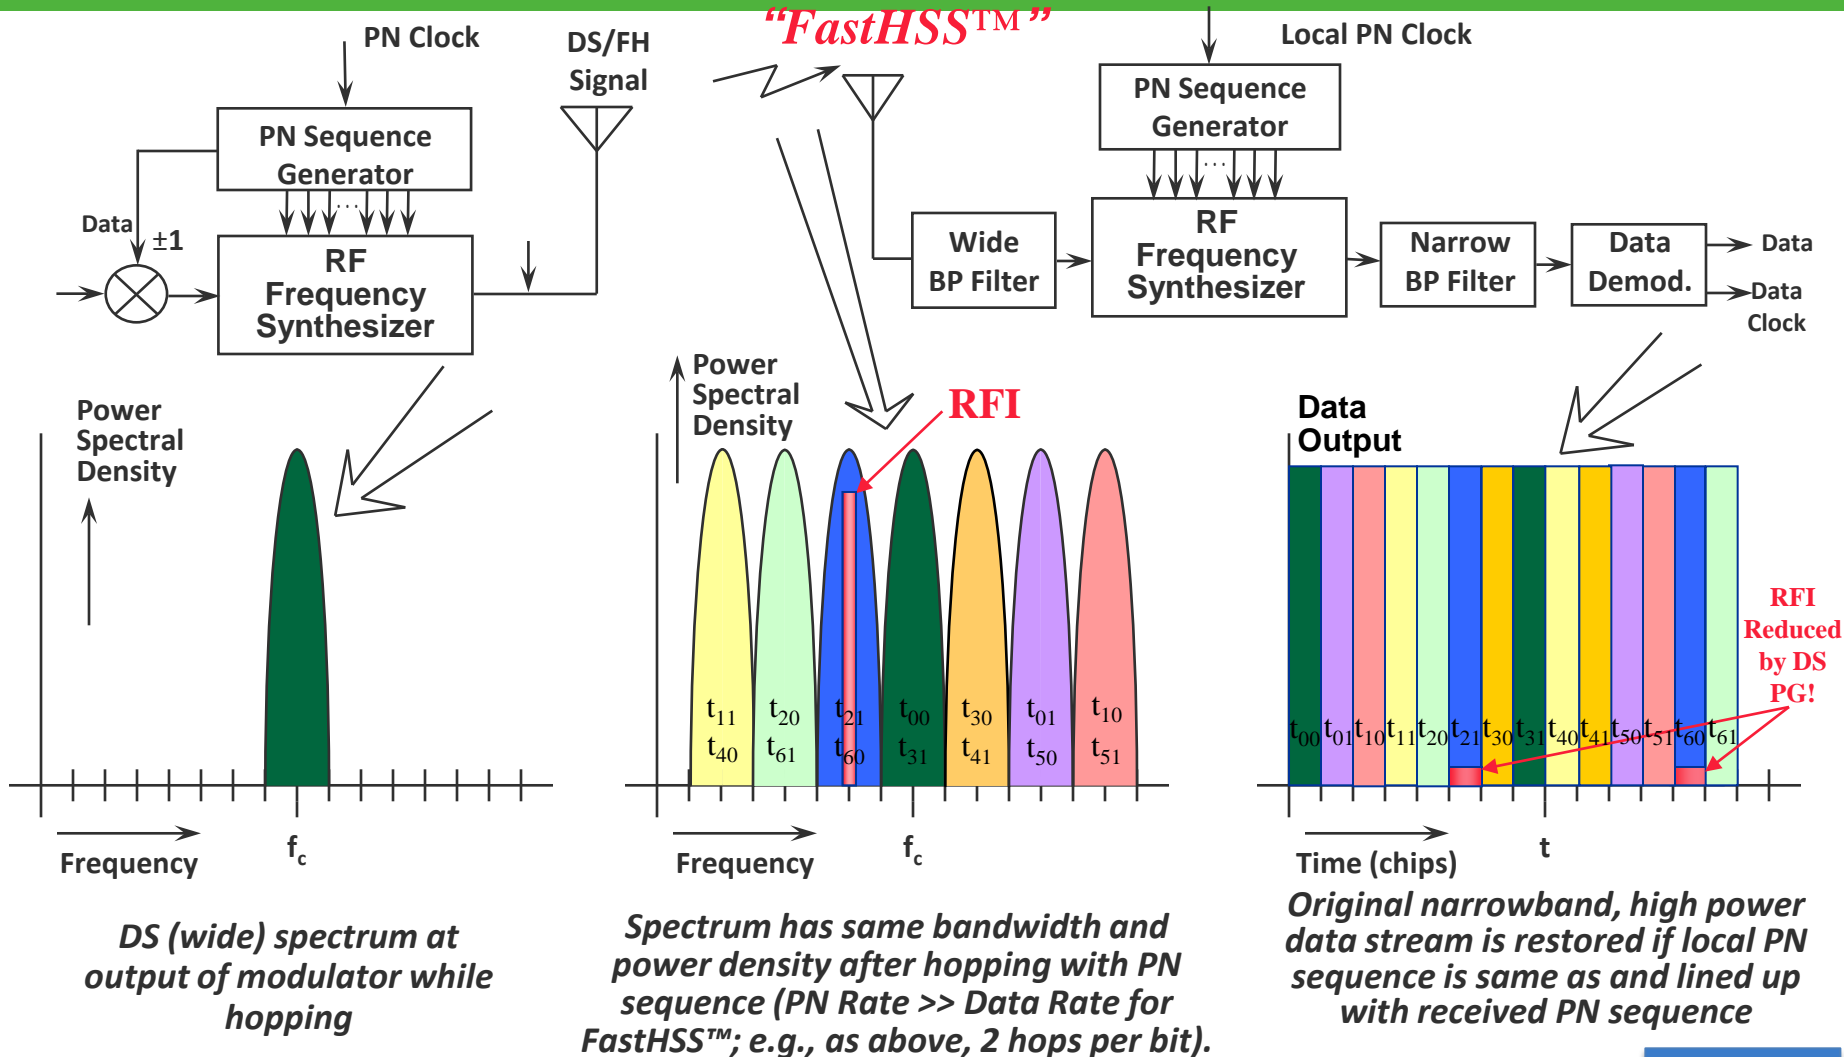 “FastHSS™”
PN Clock
DS/FH
Signal
Local PN Clock
PN Sequence
Generator
...
Data
±1
RF
Frequency
Synthesizer
PN Sequence
Generator
...
Wide
BP Filter
RF
Frequency
Synthesizer
Narrow
BP Filter
Data
Demod.
Data
Data
Clock
Power
Spectral
Density
Frequency
fc
Power
Spectral
Density
RFI
t11 t20 t21 t00 t30 t01 t10
t40 t61 t60 t31 t41 t50 t51
Frequency
fc
Data
Output
RFI
Reduced
by DS
PG!
t00 t01 t10 t11 t20 t21 t30 t31 t40 t41 t50 t51 t60 t61
Time (chips)
t
DS (wide) spectrum at
output of modulator while
hopping
Spectrum has same bandwidth and
power density after hopping with PN
sequence (PN Rate >> Data Rate for
FastHSS™; e.g., as above, 2 hops per bit).
Original narrowband, high power
data stream is restored if local PN
sequence is same as and lined up
with received PN sequence